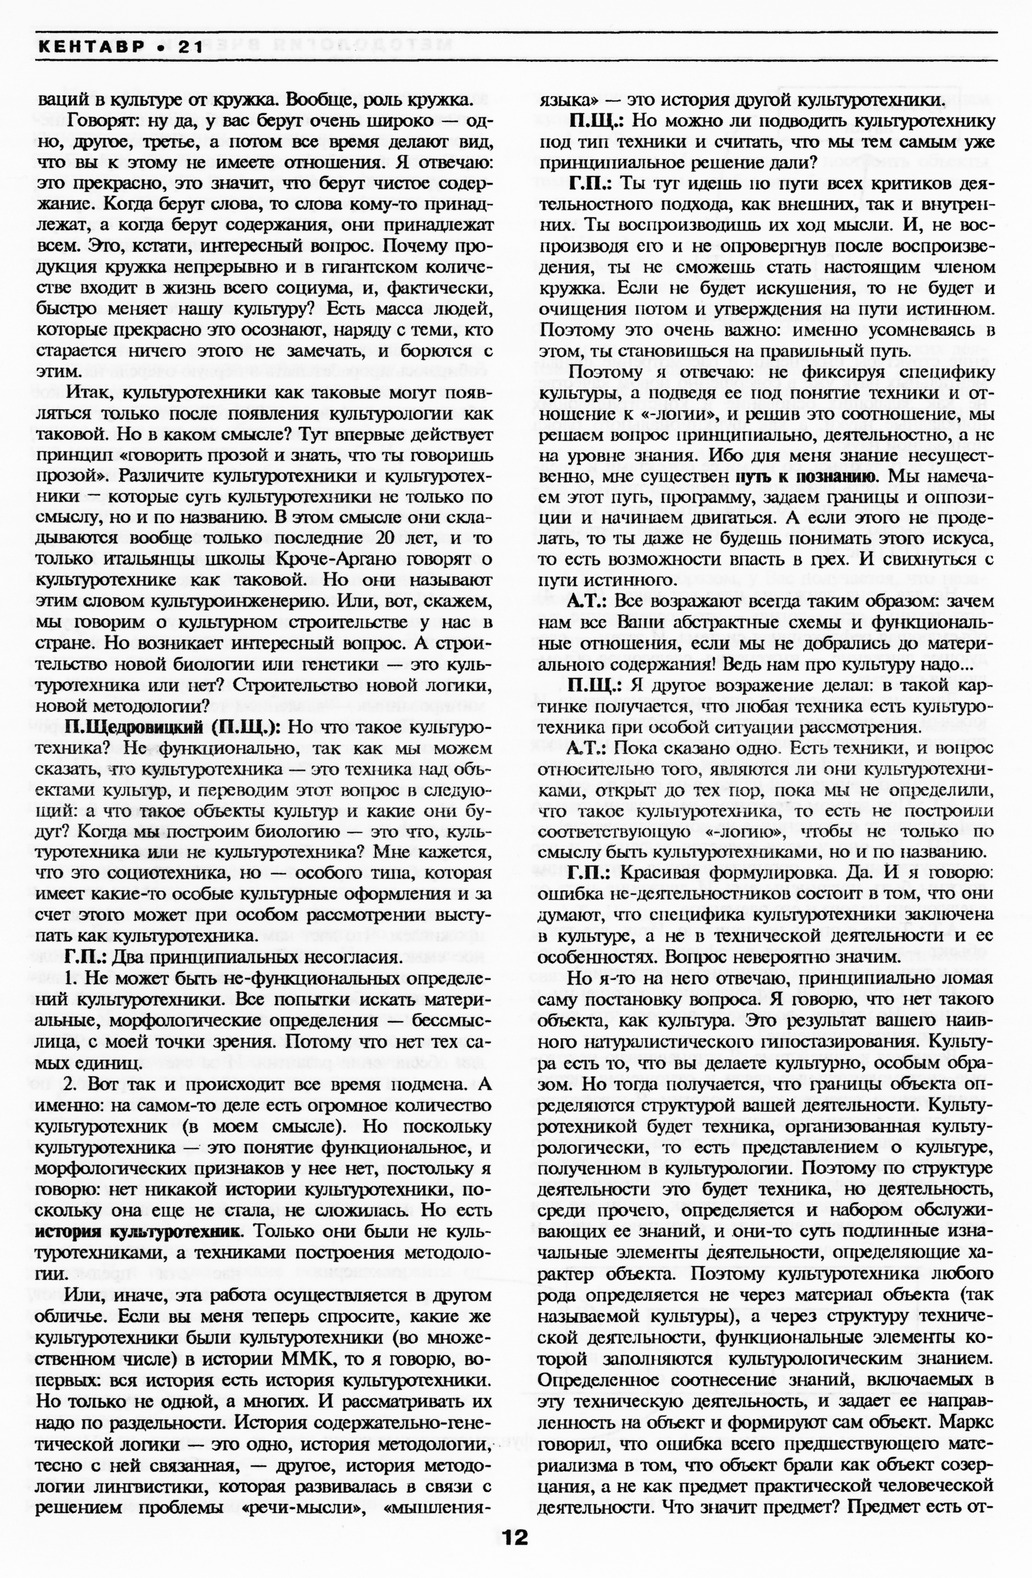 КЕНТАВР • 21
ваций в культуре от кружка. Вообще, роль кружка.
Говорят: ну да, у вас берут очень широко — од-
но, другое, третье, а потом все время делают вид,
что вы к этому не имеете отношения. Я отвечаю:
это прекрасно, это значит, что берут чистое содер-
жание. Когда берут слова, то слова кому-то принад-
лежат, а когда берут содержания, они принадлежат
всем. Это, кстати, интересный вопрос. Почему про-
дукция кружка непрерывно и в гигантском количе-
стве входит в жизнь всего социума, и, фактически,
быстро меняет нашу культуру? Есть масса людей,
которые прекрасно это осознают, наряду с теми, кто
старается ничего этого не замечать, и борются с
этим.
Итак, культуротехники как таковые могут появ-
ляться только после появления культурологии как
таковой. Но в каком смысле? Тут впервые действует
принцип «говорить прозой и знать, что ты говоришь
прозой». Различите культуротехники и культуротех-
ники — которые суть культуротехники не только по
смыслу, но и по названию. В этом смысле они скла-
дываются вообще только последние 20 лет, и то
только итальянцы школы Кроче-Аргано говорят о
культуротехнике как таковой. Но они называют
этим словом культуроинженерию. Или, вот, скажем,
мы говорим о культурном строительстве у нас в
стране. Но возникает интересный вопрос. А строи-
тельство новой биологии или генетики — это куль-
туротехника или нет? Строительство новой логики,
новой методологии?
П.Щедровицкий (П.Щ.): Но что такое культуро-
техника? Не функционально, так как мы можем
сказать, что культуротехника — это техника над объ-
ектами культур, и переводим этот вопрос в следую-
щий: а что такое объекты культур и какие они бу-
дут? Когда мы построим биологию — это что, куль-
туротехника или не культуротехника? Мне кажется,
что это социотехника, но — особого типа, которая
имеет какие-то особые культурные оформления и за
счет этого может при особом рассмотрении высту-
пать как культуротехника.
Г.П.: Два принципиальных несогласия.
1. Не может быть не-функциональных определе-
ний культуротехники. Все попытки искать матери-
альные, морфологические определения — бессмыс-
лица, с моей точки зрения. Потому что нет тех са-
мых единиц.
2. Вот так и происходит все время подмена. А
именно: на самом-то деле есть огромное количество
культуротехник (в моем смысле). Но поскольку
культуротехника — это понятие функциональное, и
морфологических признаков у нее нет, постольку я
говорю: нет никакой истории культуротехники, по-
скольку она еще не стала, не сложилась. Но есть
история культуротехник. Только они были не куль-
туротехниками, а техниками построения методоло-
гии.
Или, иначе, эта работа осуществляется в другом
обличье. Если вы меня теперь спросите, какие же
культуротехники были культуротехники (во множе-
ственном числе) в истории ММК, то я говорю, во-
первых: вся история есть история культуротехники.
Но только не одной, а многих. И рассматривать их
надо по раздельности. История содержательно-гене-
тической логики — это одно, история методологии,
тесно с ней связанная, — другое, история методо-
логии лингвистики, которая развивалась в связи с
решением проблемы «речи-мысли», «мышления-
языка» — это история другой культуротехники.
П.Щ.: Но можно ли подводить культуротехнику
под тип техники и считать, что мы тем самым уже
принципиальное решение дали?
Г.П.: Ты тут идешь по пути всех критиков дея-
тельностного подхода, как внешних, так и внутрен-
них. Ты воспроизводишь их ход мысли. И, не вос-
производя его и не опровергнув после воспроизве-
дения, ты не сможешь стать настоящим членом
кружка. Если не будет искушения, то не будет и
очищения потом и утверждения на пути истинном.
Поэтому это очень важно: именно усомневаясь в
этом, ты становишься на правильный путь.
Поэтому я отвечаю: не фиксируя специфику
культуры, а подведя ее под понятие техники и от-
ношение к «-логии», и решив это соотношение, мы
решаем вопрос принципиально, деятельностно, а не
на уровне знания. Ибо для меня знание несущест-
венно, мне существен путь к познанию. Мы намеча-
ем этот путь, программу, задаем границы и оппози-
ции и начинаем двигаться. А если этого не проде-
лать, то ты даже не будешь понимать этого искуса,
то есть возможности впасть в грех. И свихнуться с
пути истинного.
А.Т.: Все возражают всегда таким образом: зачем
нам все Ваши абстрактные схемы и функциональ-
ные отношения, если мы не добрались до матери-
ального содержания! Ведь нам про культуру надо...
П.Щ.: Я другое возражение делал: в такой кар-
тинке получается, что любая техника есть культуро-
техника при особой ситуации рассмотрения.
А.Т.: Пока сказано одно. Есть техники, и вопрос
относительно того, являются ли они культуротехни-
ками, открыт до тех пор, пока мы не определили,
что такое культуротехника, то есть не построили
соответствующую «-логию», чтобы не только по
смыслу быть культуротехниками, но и по названию.
Г.П.: Красивая формулировка. Да. И я говорю:
ошибка не-деятельностников состоит в том, что они
думают, что специфика культуротехники заключена
в культуре, а не в технической деятельности и ее
особенностях. Вопрос невероятно значим.
Но я-то на него отвечаю, принципиально ломая
саму постановку вопроса. Я говорю, что нет такого
объекта, как культура. Это результат вашего наив-
ного натуралистического гипостазирования. Культу-
ра есть то, что вы делаете культурно, особым обра-
зом. Но тогда получается, что границы объекта оп-
ределяются структурой вашей деятельности. Культу-
ротехникой будет техника, организованная культу-
рологически, то есть представлением о культуре,
полученном в культурологии. Поэтому по структуре
деятельности это будет техника, но деятельность,
среди прочего, определяется и набором обслужи-
вающих ее знаний, и они-то суть подлинные изна-
чальные элементы деятельности, определяющие ха-
рактер объекта. Поэтому культуротехника любого
рода определяется не через материал объекта (так
называемой культуры), а через структуру техниче-
ской деятельности, функциональные элементы ко-
торой заполняются культурологическим знанием.
Определенное соотнесение знаний, включаемых в
эту техническую деятельность, и задает ее направ-
ленность на объект и формируют сам объект. Маркс
говорил, что ошибка всего предшествующего мате-
риализма в том, что объект брали как объект созер-
цания, а не как предмет практической человеческой
деятельности. Что значит предмет? Предмет есть от-
12